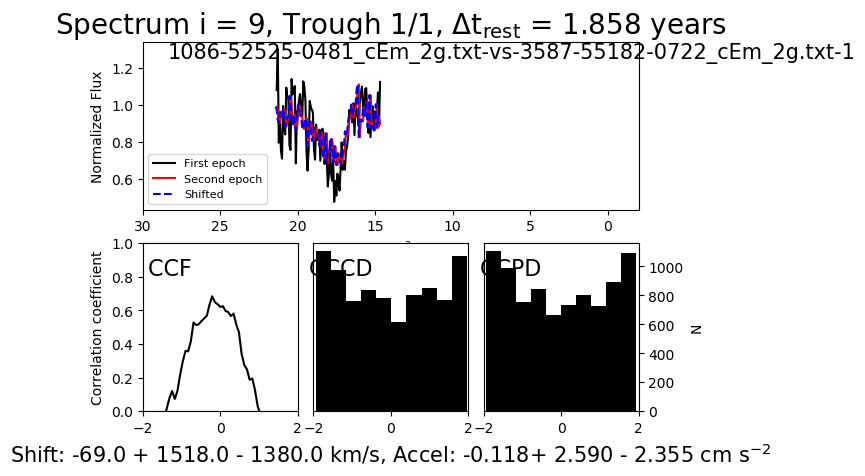 Spectrum i = 9, Trough 1/1, Δt_rest = 1.858 years
1086-52525-0481_cEm_2g.txt-vs-3587-55182-0722_cEm_2g.txt-1
Normalized Flux
1.2
1.0
0.8
0.6
First epoch
Second epoch
Shifted
30 25 20 15 10 5 0
Correlation coefficient
1.0
0.8
0.6
0.4
0.2
0.0
CCF
CCCD
CCPD
1000
800
600
400
200
0
N
−2 0 2
−2 0 2
−2 0 2
Shift: -69.0 + 1518.0 - 1380.0 km/s, Accel: -0.118+ 2.590 - 2.355 cm s⁻²